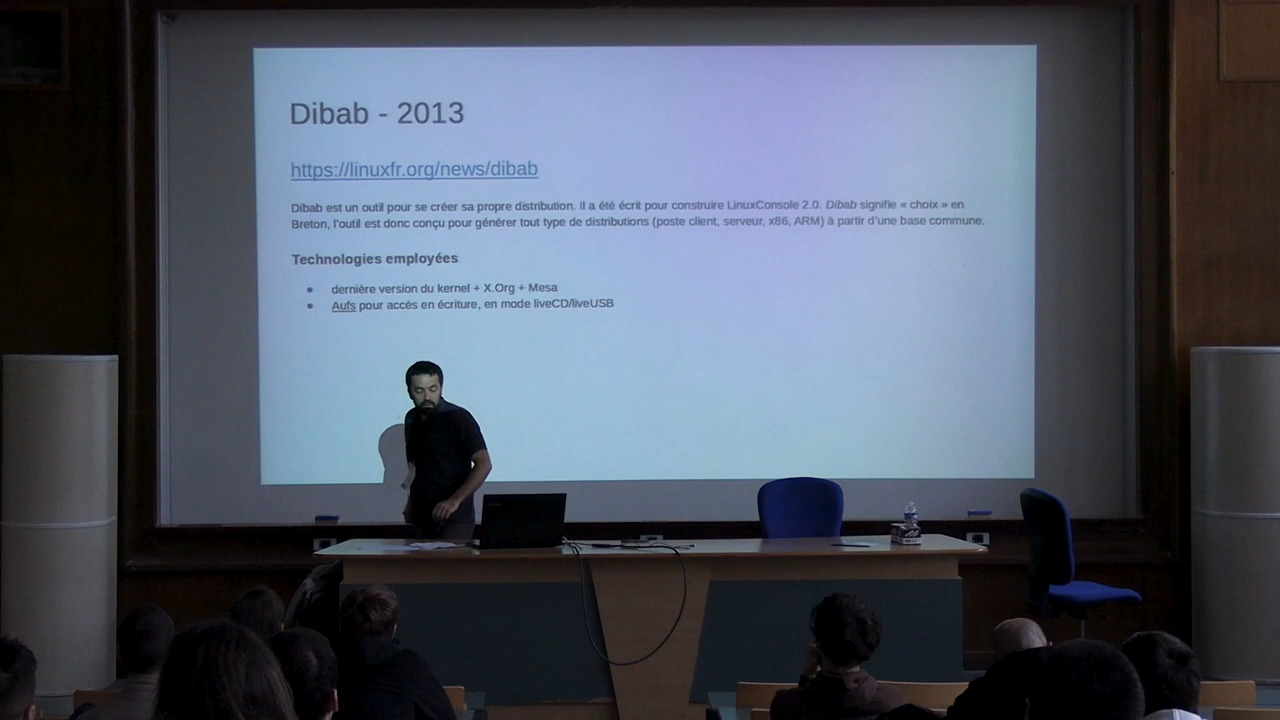 Dibab - 2013
https://linuxfr.org/news/dibab
Dibab est un outil pour se créer sa propre distribution. Il a été écrit pour construire LinuxConsole 2.0. Dibab signifie « choix » en
Breton, l'outil est donc conçu pour générer tout type de distributions (poste client, serveur, x86, ARM) à partir d'une base commune.
Technologies employées
● dernière version du kernel + X.Org + Mesa
● Aufs pour accès en écriture, en mode liveCD/liveUSB